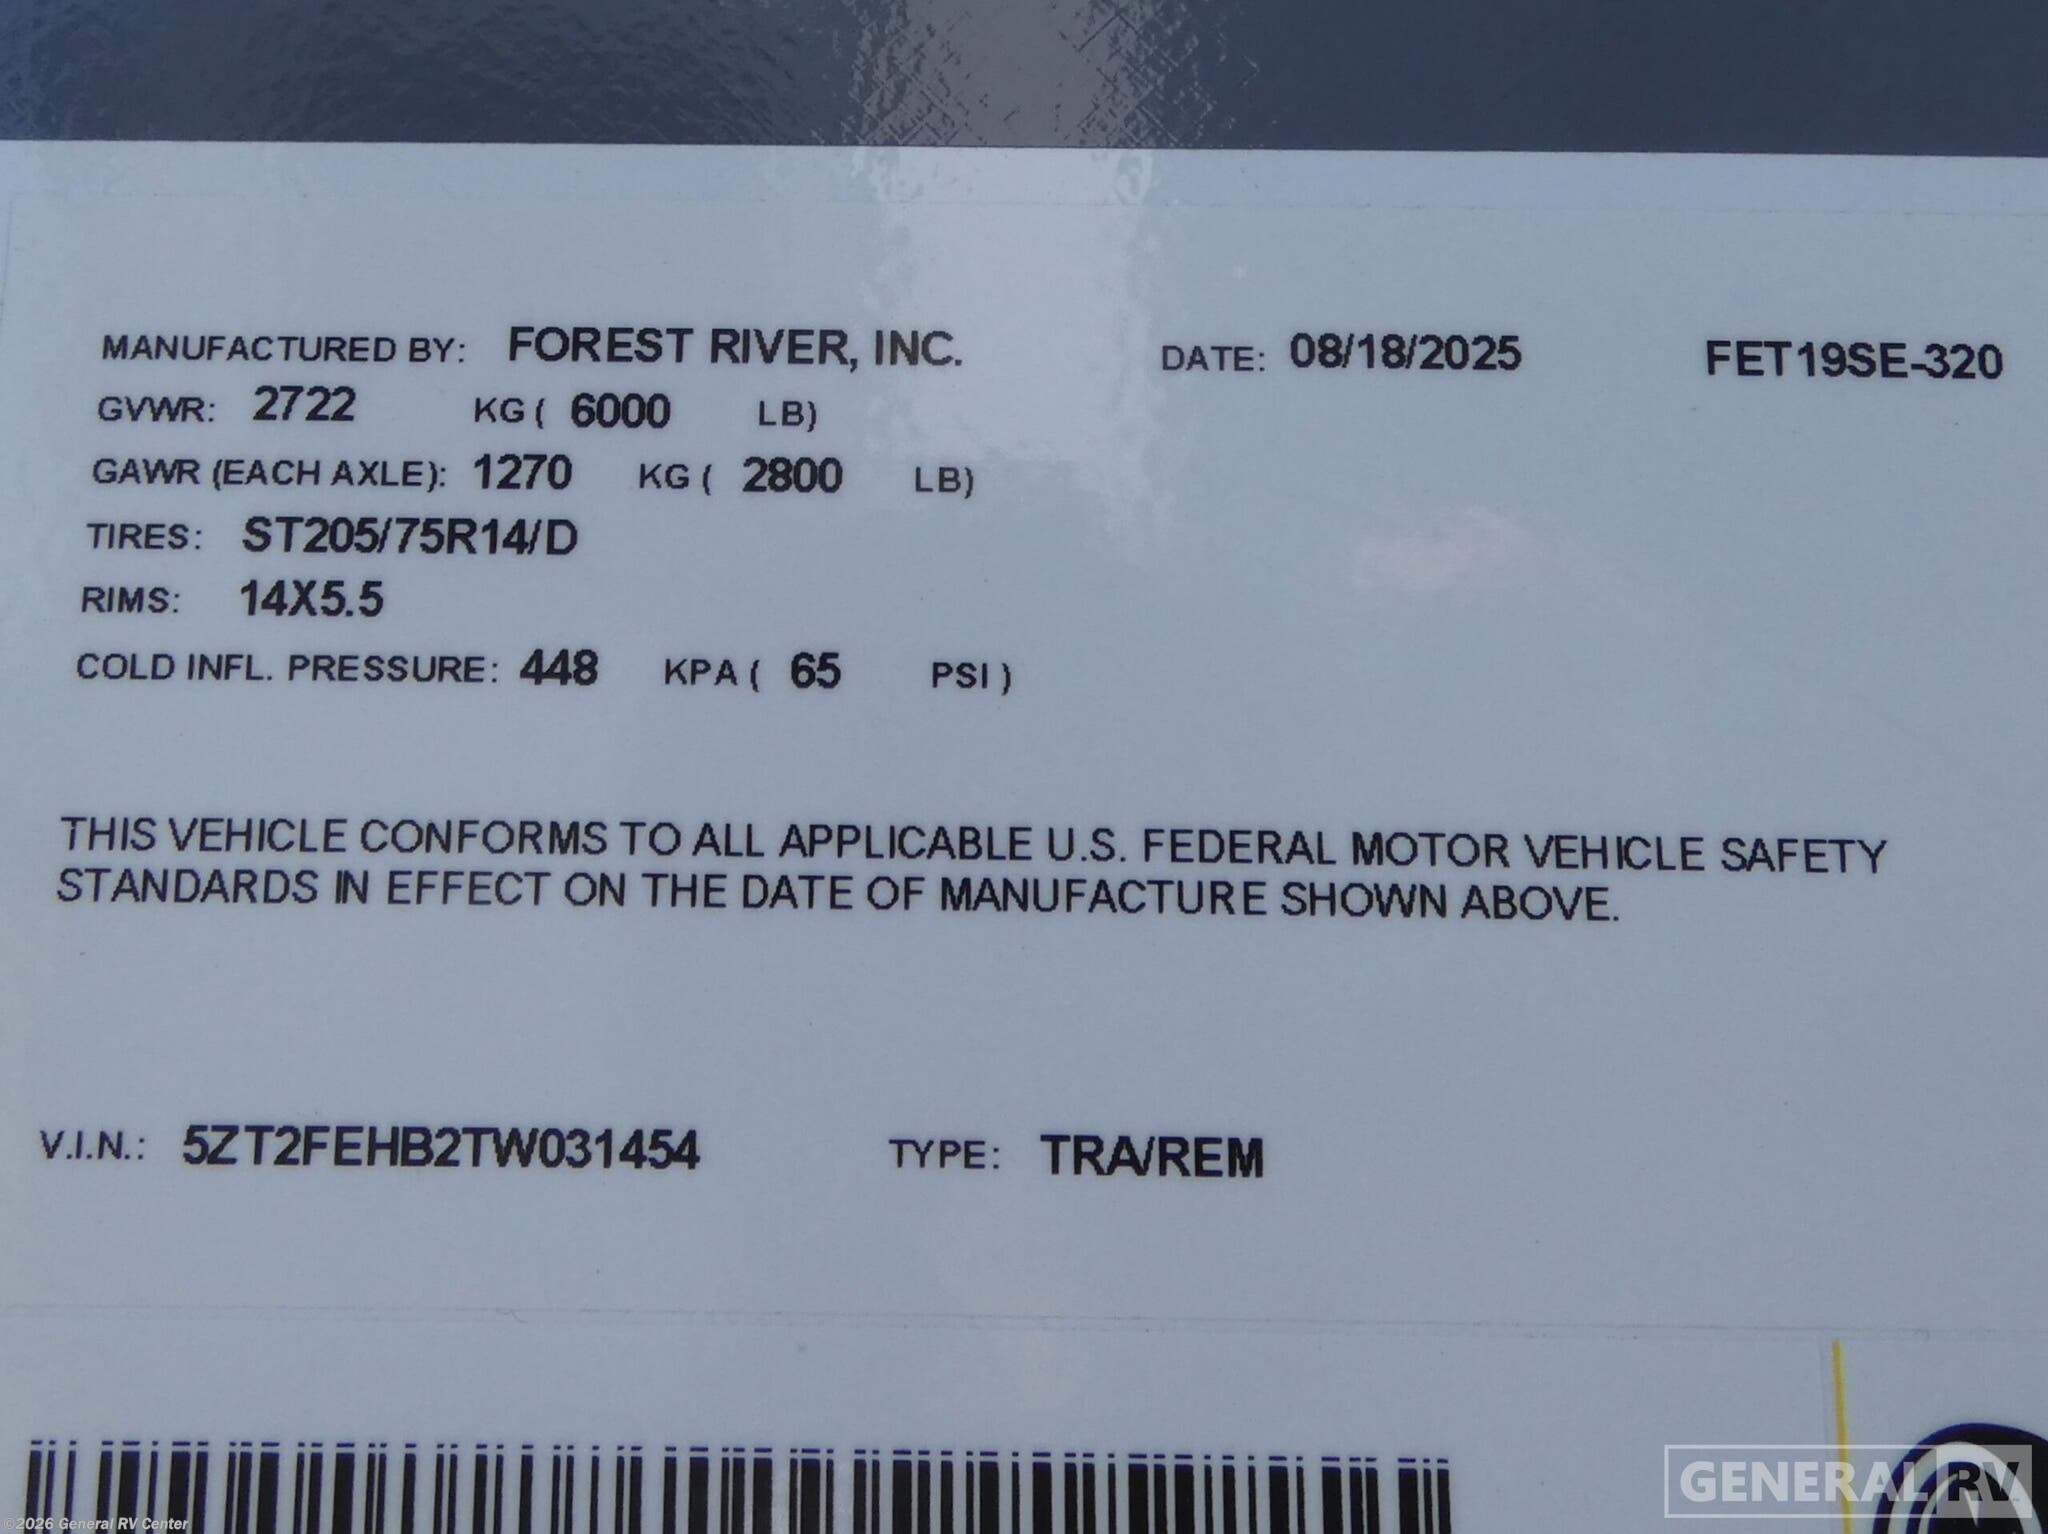 MANUFACTURED BY: FOREST RIVER, INC. DATE: 08/18/2025 FET19SE-320
GVWR: 2722 KG ( 6000 LB)
GAWR (EACH AXLE): 1270 KG ( 2800 LB)
TIRES: ST205/75R14/D
RIMS: 14X5.5
COLD INFL. PRESSURE: 448 KPA ( 65 PSI )
THIS VEHICLE CONFORMS TO ALL APPLICABLE U.S. FEDERAL MOTOR VEHICLE SAFETY
STANDARDS IN EFFECT ON THE DATE OF MANUFACTURE SHOWN ABOVE.
V.I.N.: 5ZT2FEHB2TW031454 TYPE: TRA/REM
GENERAL RV
©2026 General RV Center